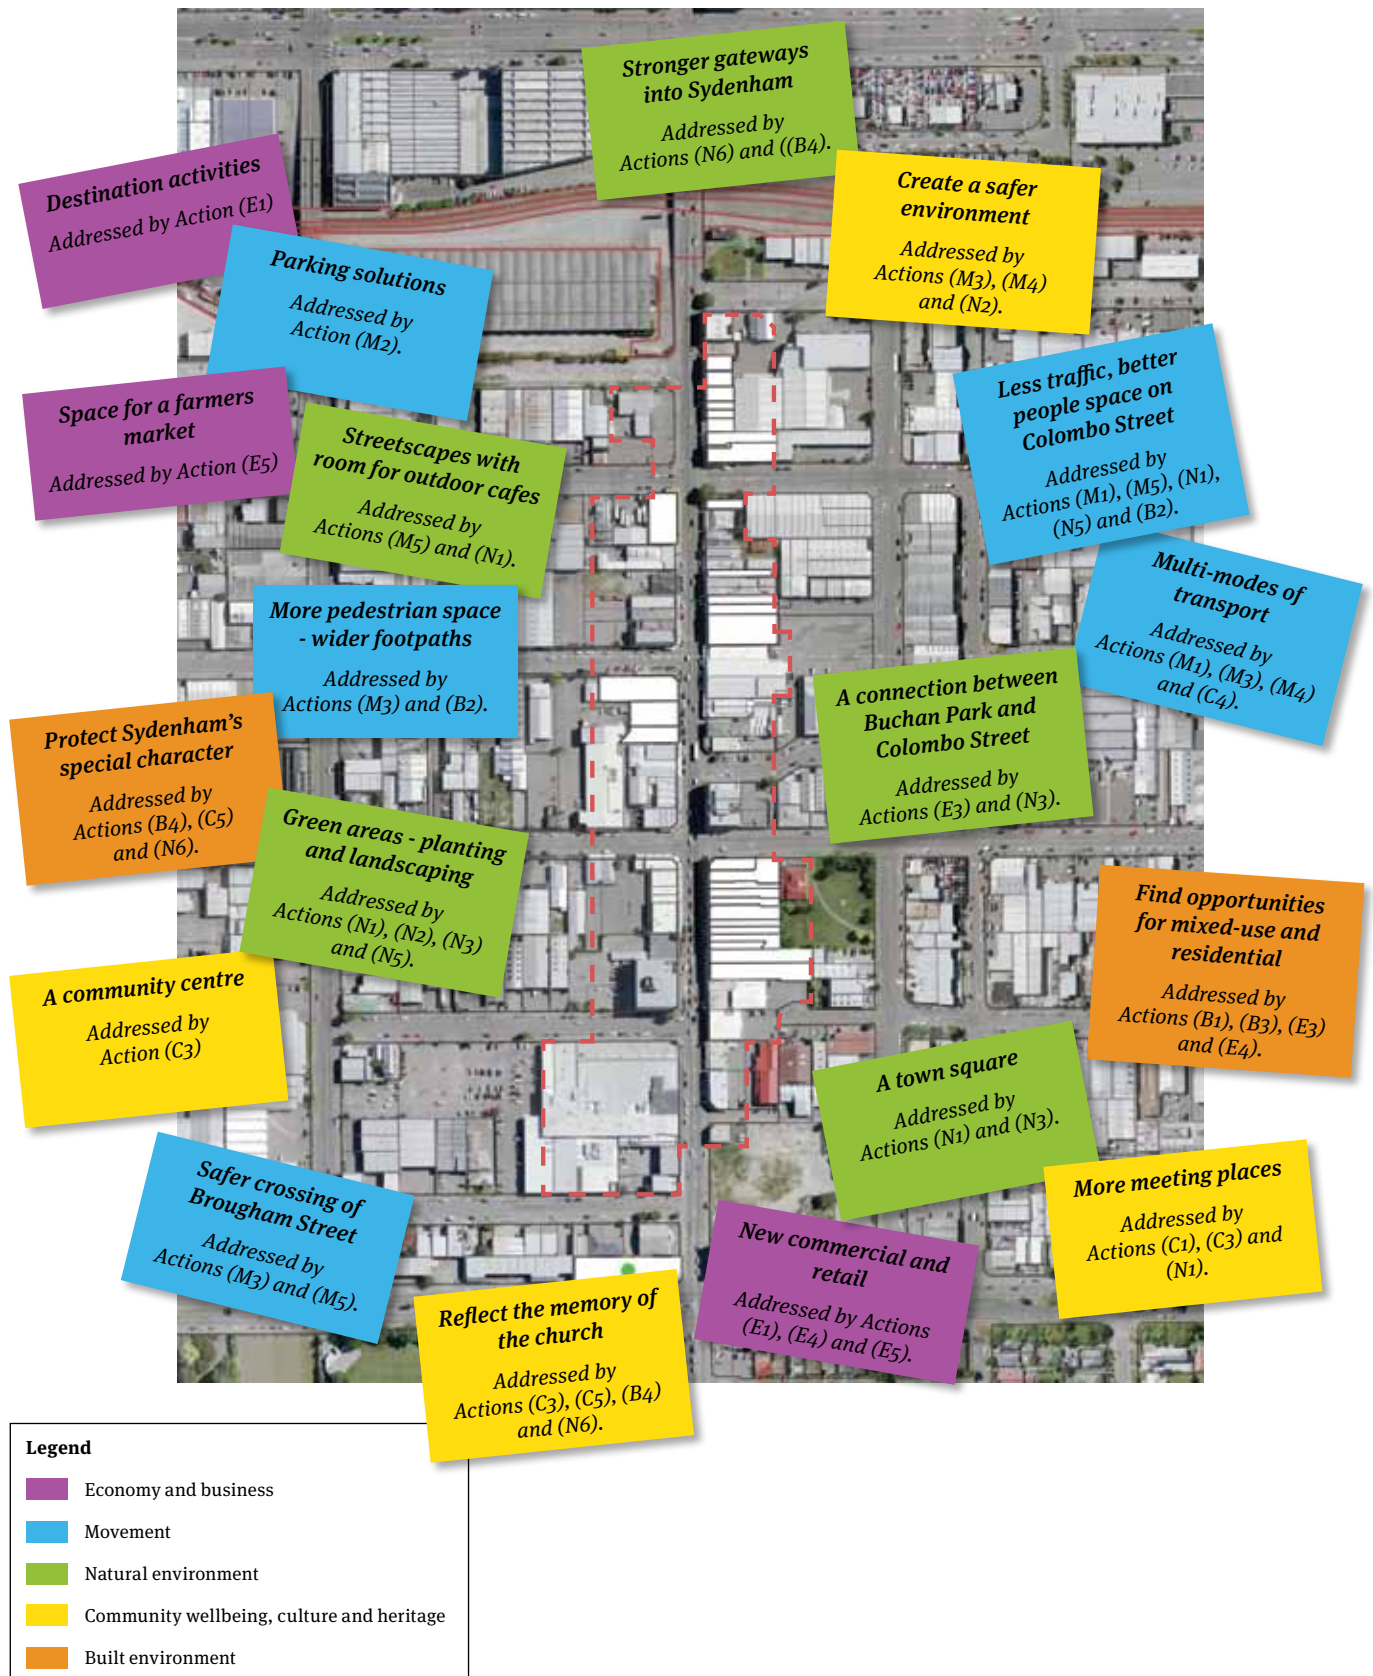 Stronger gateways
into Sydenham
Addressed by
Actions (N6) and ((B4).
Destination activities
Addressed by Action (E1)
Create a safer
environment
Addressed by
Actions (M3), (M4)
and (N2).
Parking solutions
Addressed by
Action (M2).
Less traffic, better
people space on
Colombo Street
Addressed by
Actions (M1), (M5), (N1),
(N5) and (B2).
Space for a farmers
market
Addressed by Action (E5)
Streetscapes with
room for outdoor cafes
Addressed by
Actions (M5) and (N1).
Multi-modes of
transport
Addressed by
Actions (M1), (M3), (M4)
and (C4).
More pedestrian space
- wider footpaths
Addressed by
Actions (M3) and (B2).
A connection between
Buchan Park and
Colombo Street
Addressed by
Actions (E3) and (N3).
Protect Sydenham's
special character
Addressed by
Actions (B4), (C5)
and (N6).
Green areas - planting
and landscaping
Addressed by
Actions (N1), (N2), (N3)
and (N5).
Find opportunities
for mixed-use and
residential
Addressed by
Actions (B1), (B3), (E3)
and (E4).
A community centre
Addressed by
Action (C3)
A town square
Addressed by
Actions (N1) and (N3).
Safer crossing of
Brougham Street
Addressed by
Actions (M3) and (M5).
More meeting places
Addressed by
Actions (C1), (C3) and
(N1).
New commercial and
retail
Addressed by Actions
(E1), (E4) and (E5).
Reflect the memory of
the church
Addressed by
Actions (C3), (C5), (B4)
and (N6).
Legend
Economy and business
Movement
Natural environment
Community wellbeing, culture and heritage
Built environment